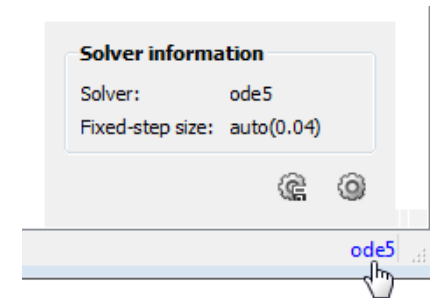 Solver information
Solver: ode5
Fixed-step size: auto(0.04)
ode5